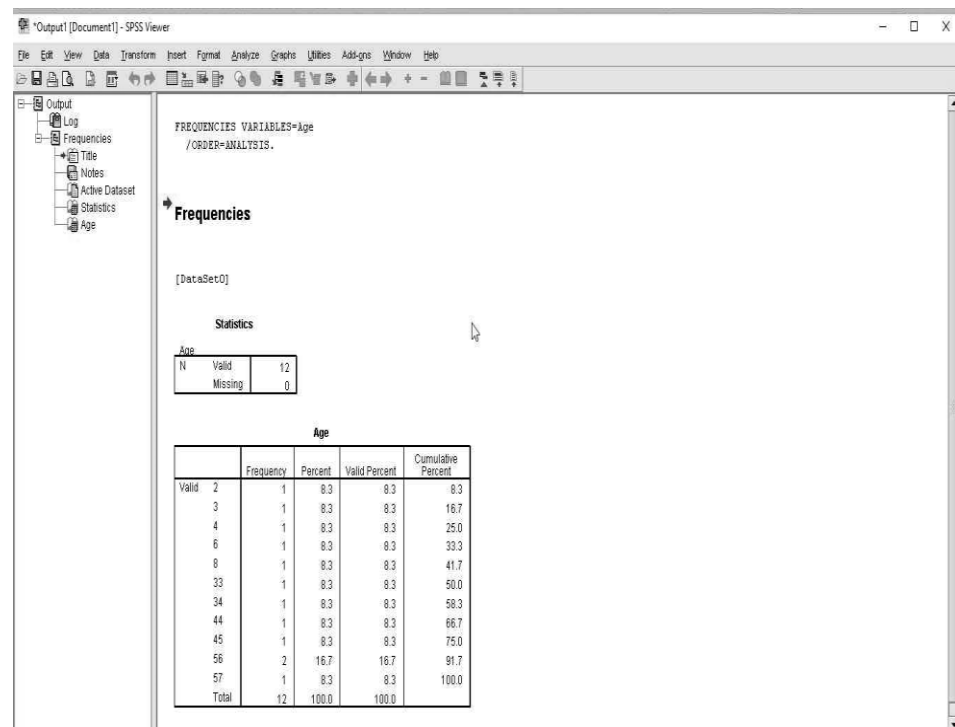 *Output1 [Document1] - SPSS Viewer
File Edit View Data Transform Insert Format Analyze Graphs Utilities Add-ons Window Help
Output
Log
Frequencies
Title
Notes
Active Dataset
Statistics
Age
FREQUENCIES VARIABLES=Age
/ORDER=ANALYSIS.
Frequencies
[DataSet0]
Statistics
Age
N Valid 12
Missing 0
Age
Frequency Percent Valid Percent Cumulative Percent
Valid 2 1 8.3 8.3 8.3
3 1 8.3 8.3 16.7
4 1 8.3 8.3 25.0
6 1 8.3 8.3 33.3
8 1 8.3 8.3 41.7
33 1 8.3 8.3 50.0
34 1 8.3 8.3 58.3
44 1 8.3 8.3 66.7
45 1 8.3 8.3 75.0
56 2 16.7 16.7 91.7
57 1 8.3 8.3 100.0
Total 12 100.0 100.0